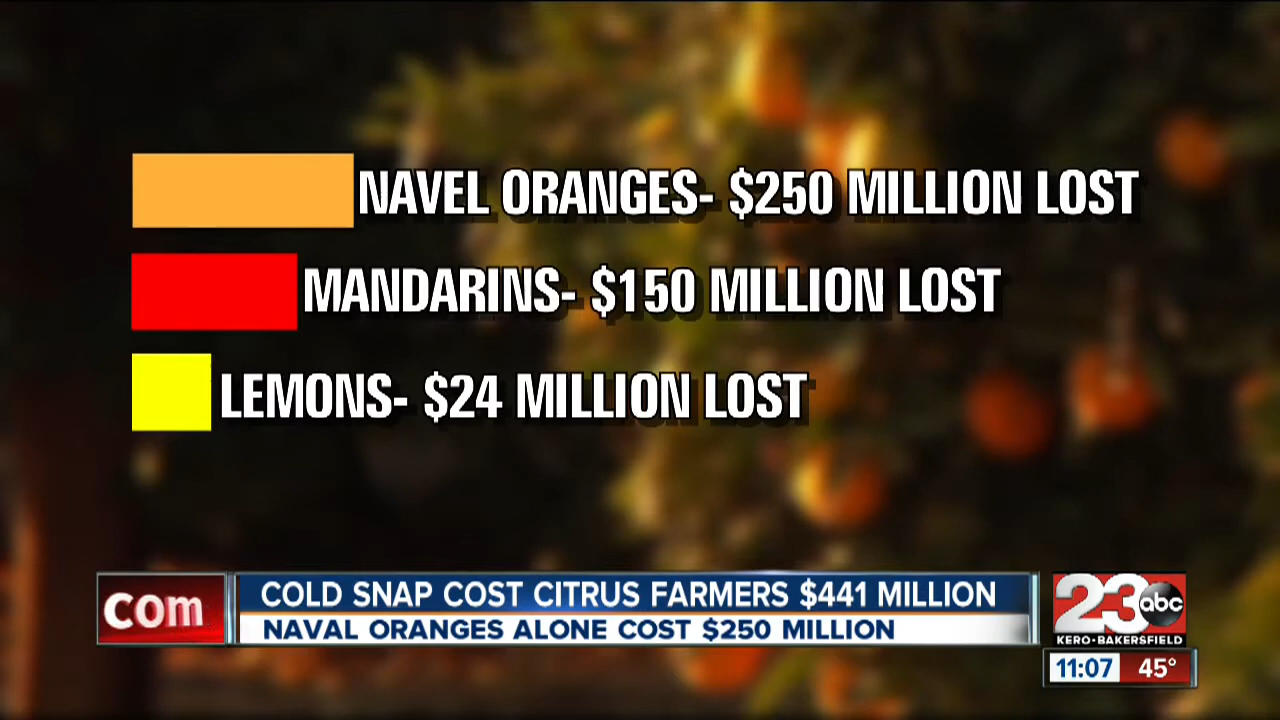 NAVEL ORANGES- $250 MILLION LOST
MANDARINS- $150 MILLION LOST
LEMONS- $24 MILLION LOST
com
COLD SNAP COST CITRUS FARMERS $441 MILLION
NAVAL ORANGES ALONE COST $250 MILLION
23 abc
KERO-BAKERSFIELD
11:07 45°